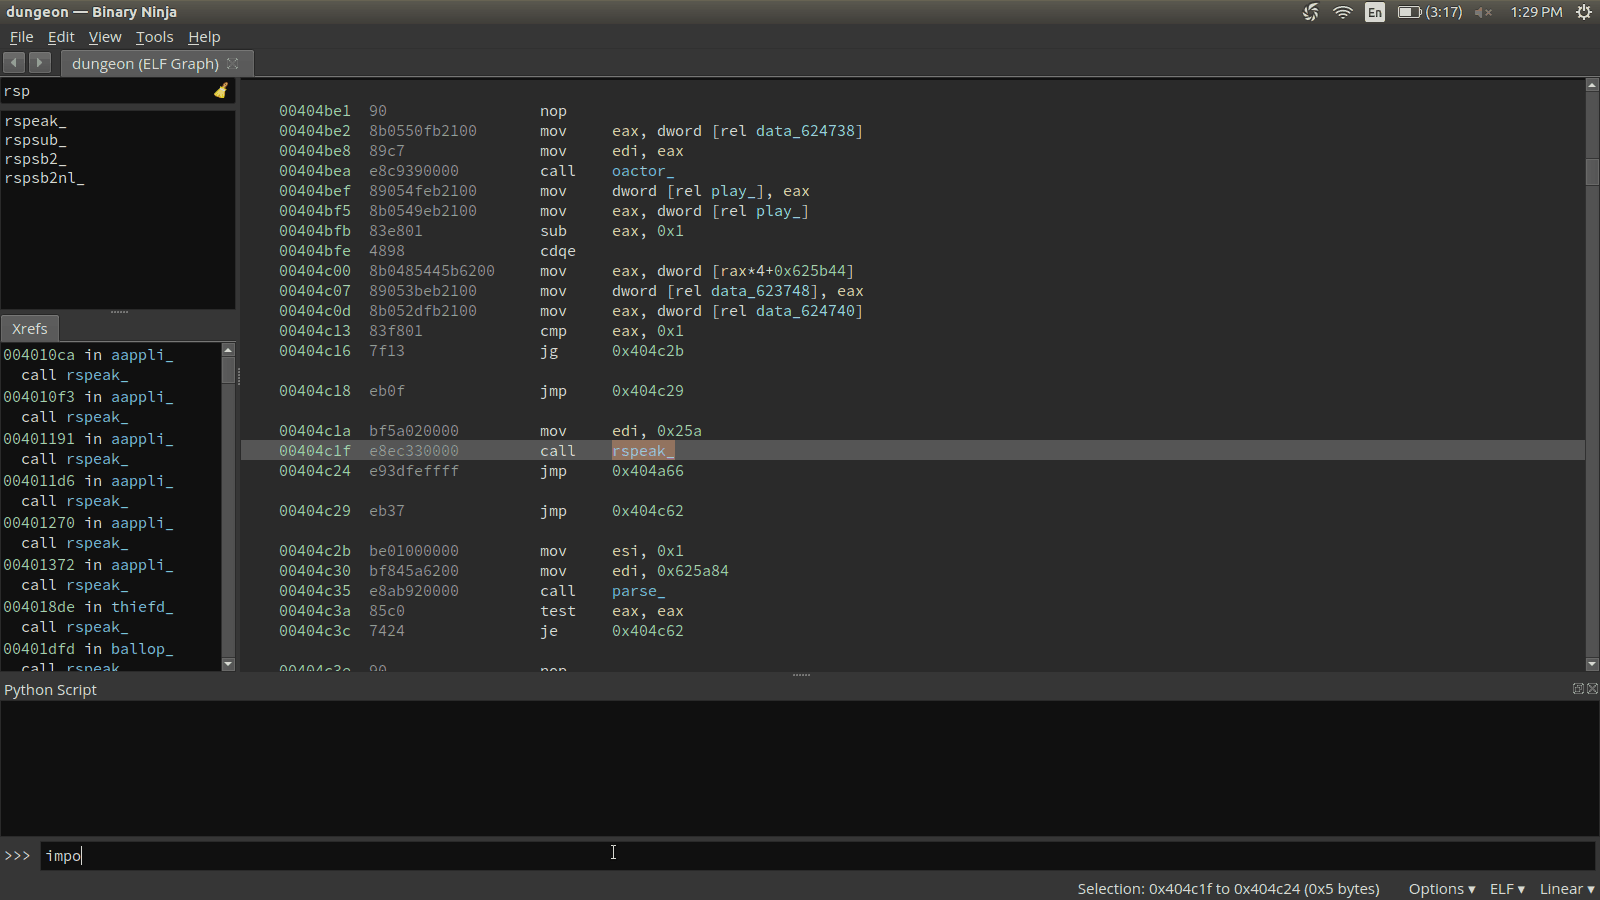 dungeon — Binary Ninja
En
(3:17)
1:29 PM
File Edit View Tools Help
dungeon (ELF Graph)
rsp
rspeak_
rspsub_
rspsb2_
rspsb2nl_
Xrefs
004010ca in aappli_
call rspeak_
004010f3 in aappli_
call rspeak_
00401191 in aappli_
call rspeak_
004011d6 in aappli_
call rspeak_
00401270 in aappli_
call rspeak_
00401372 in aappli_
call rspeak_
004018de in thiefd_
call rspeak_
00401dfd in ballop_
call rspeak_
00404be1 90 nop
00404be2 8b0550fb2100 mov eax, dword [rel data_624738]
00404be8 89c7 mov edi, eax
00404bea e8c9390000 call oactor_
00404bef 89054feb2100 mov dword [rel play_], eax
00404bf5 8b0549eb2100 mov eax, dword [rel play_]
00404bfb 83e801 sub eax, 0x1
00404bfe 4898 cdqe
00404c00 8b0485445b6200 mov eax, dword [rax*4+0x625b44]
00404c07 89053beb2100 mov dword [rel data_623748], eax
00404c0d 8b052dfb2100 mov eax, dword [rel data_624740]
00404c13 83f801 cmp eax, 0x1
00404c16 7f13 jg 0x404c2b
00404c18 eb0f jmp 0x404c29
00404c1a bf5a020000 mov edi, 0x25a
00404c1f e8ec330000 call rspeak_
00404c24 e93dfeffff jmp 0x404a66
00404c29 eb37 jmp 0x404c62
00404c2b be01000000 mov esi, 0x1
00404c30 bf845a6200 mov edi, 0x625a84
00404c35 e8ab920000 call parse_
00404c3a 85c0 test eax, eax
00404c3c 7424 je 0x404c62
00404c3e 90 nop
Python Script
>>> impo
Selection: 0x404c1f to 0x404c24 (0x5 bytes) Options ▾ ELF ▾ Linear ▾